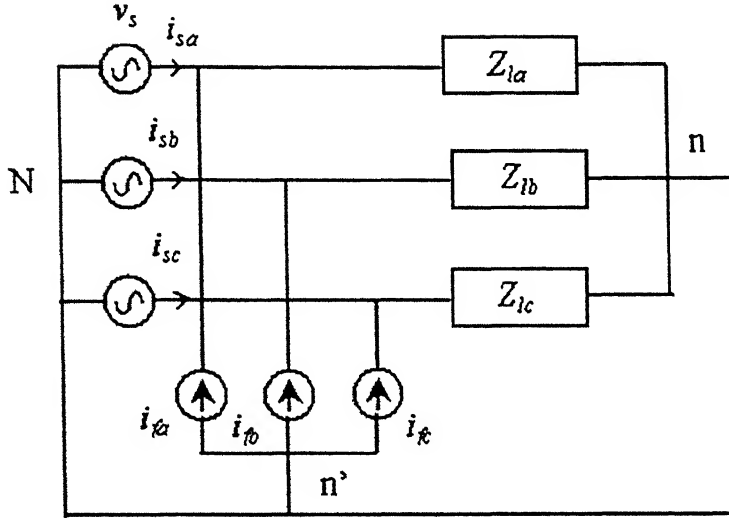 v_s
i_sa
Z_la
i_sb
n
N
Z_lb
i_sc
Z_lc
i_fa
i_fb
i_fc
n'